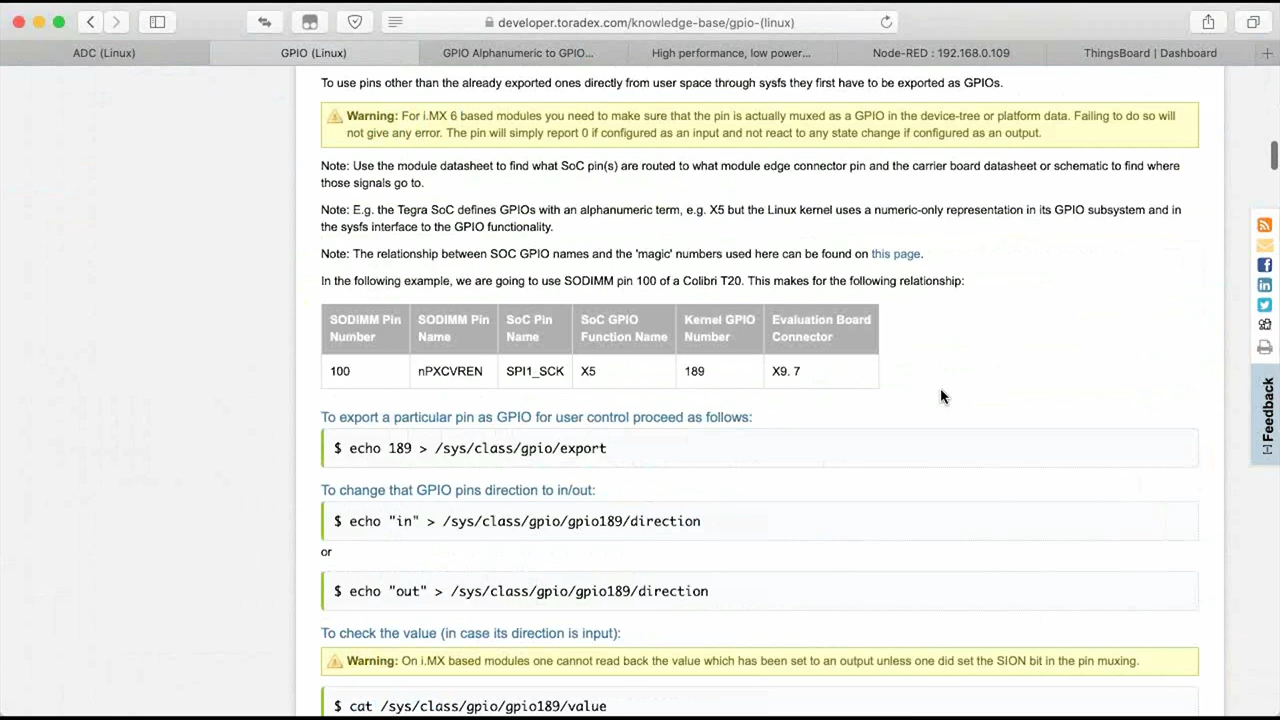 developer.toradex.com/knowledge-base/gpio-(linux)
ADC (Linux)
GPIO (Linux)
GPIO Alphanumeric to GPIO...
High performance, low power...
Node-RED : 192.168.0.109
ThingsBoard | Dashboard
To use pins other than the already exported ones directly from user space through sysfs they first have to be exported as GPIOs.
Warning: For i.MX 6 based modules you need to make sure that the pin is actually muxed as a GPIO in the device-tree or platform data. Failing to do so will
not give any error. The pin will simply report 0 if configured as an input and not react to any state change if configured as an output.
Note: Use the module datasheet to find what SoC pin(s) are routed to what module edge connector pin and the carrier board datasheet or schematic to find where
those signals go to.
Note: E.g. the Tegra SoC defines GPIOs with an alphanumeric term, e.g. X5 but the Linux kernel uses a numeric-only representation in its GPIO subsystem and in
the sysfs interface to the GPIO functionality.
Note: The relationship between SOC GPIO names and the 'magic' numbers used here can be found on this page.
In the following example, we are going to use SODIMM pin 100 of a Colibri T20. This makes for the following relationship:
SODIMM Pin Number
SODIMM Pin Name
SoC Pin Name
SoC GPIO Function Name
Kernel GPIO Number
Evaluation Board Connector
100
nPXCVREN
SPI1_SCK
X5
189
X9. 7
To export a particular pin as GPIO for user control proceed as follows:
$ echo 189 > /sys/class/gpio/export
To change that GPIO pins direction to in/out:
$ echo "in" > /sys/class/gpio/gpio189/direction
or
$ echo "out" > /sys/class/gpio/gpio189/direction
To check the value (in case its direction is input):
Warning: On i.MX based modules one cannot read back the value which has been set to an output unless one did set the SION bit in the pin muxing.
$ cat /sys/class/gpio/gpio189/value
[-] Feedback